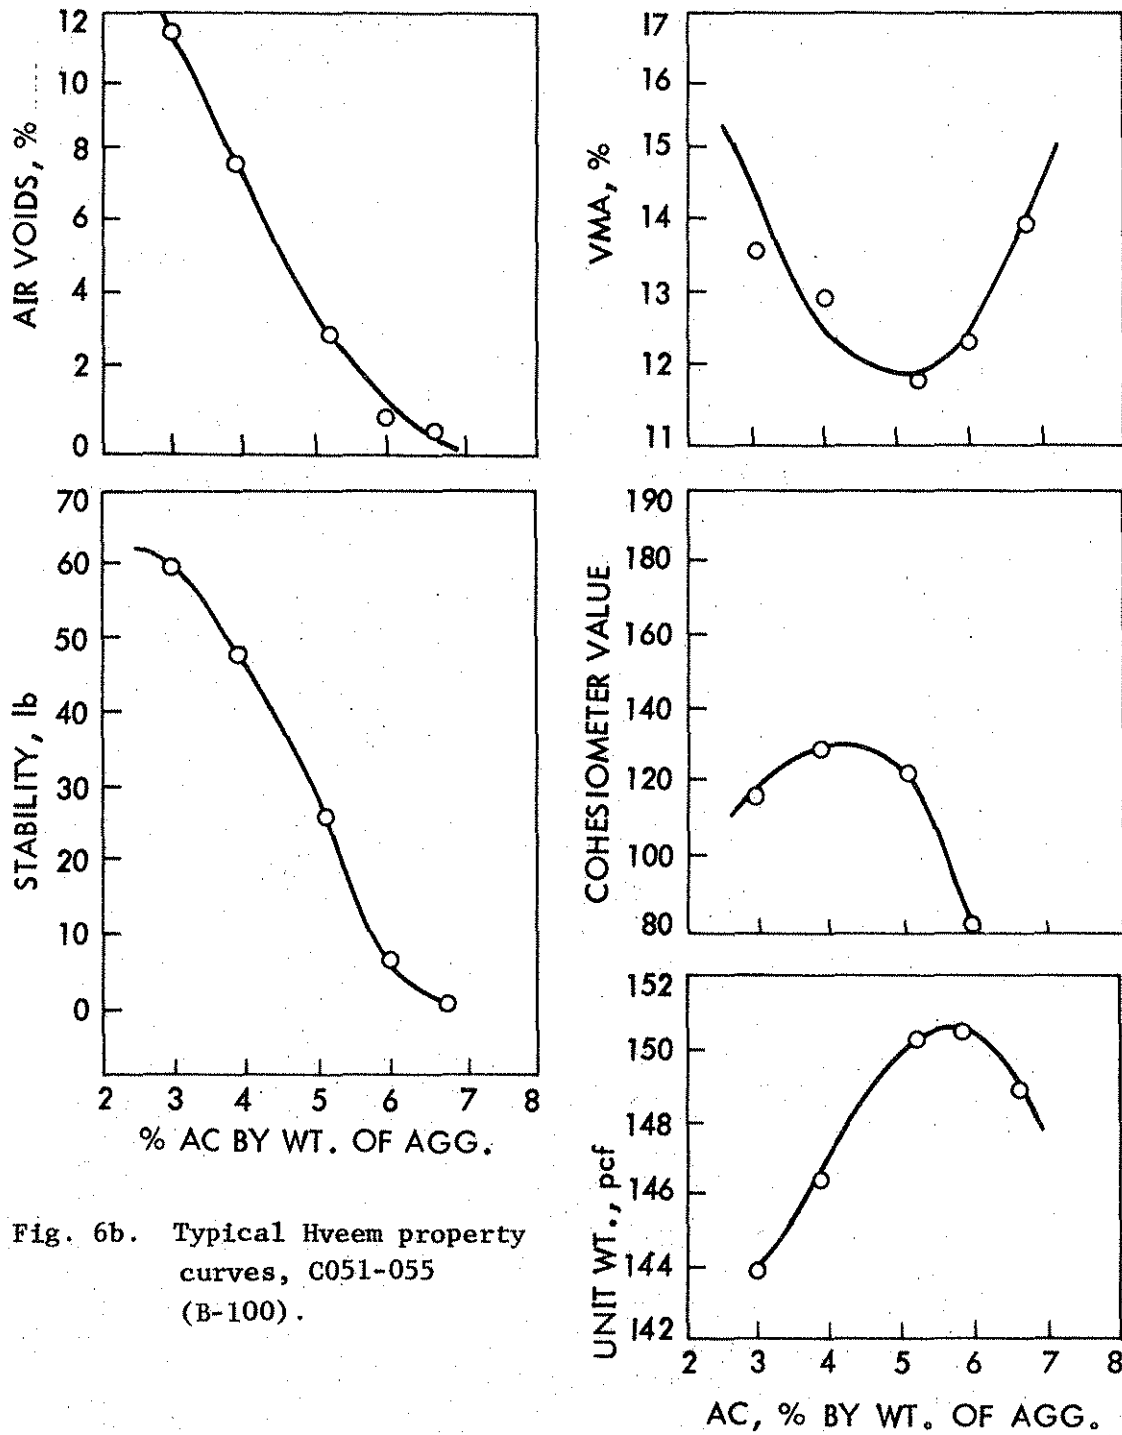 12
10
8
6
4
2
0
AIR VOIDS, %
17
16
15
14
13
12
11
VMA, %
70
60
50
40
30
20
10
0
STABILITY, lb
2 3 4 5 6 7 8
% AC BY WT. OF AGG.
190
180
160
140
120
100
80
COHESIOMETER VALUE
152
150
148
146
144
142
UNIT WT., pcf
2 3 4 5 6 7 8
AC, % BY WT. OF AGG.
Fig. 6b. Typical Hveem property
curves, C051-055
(B-100).